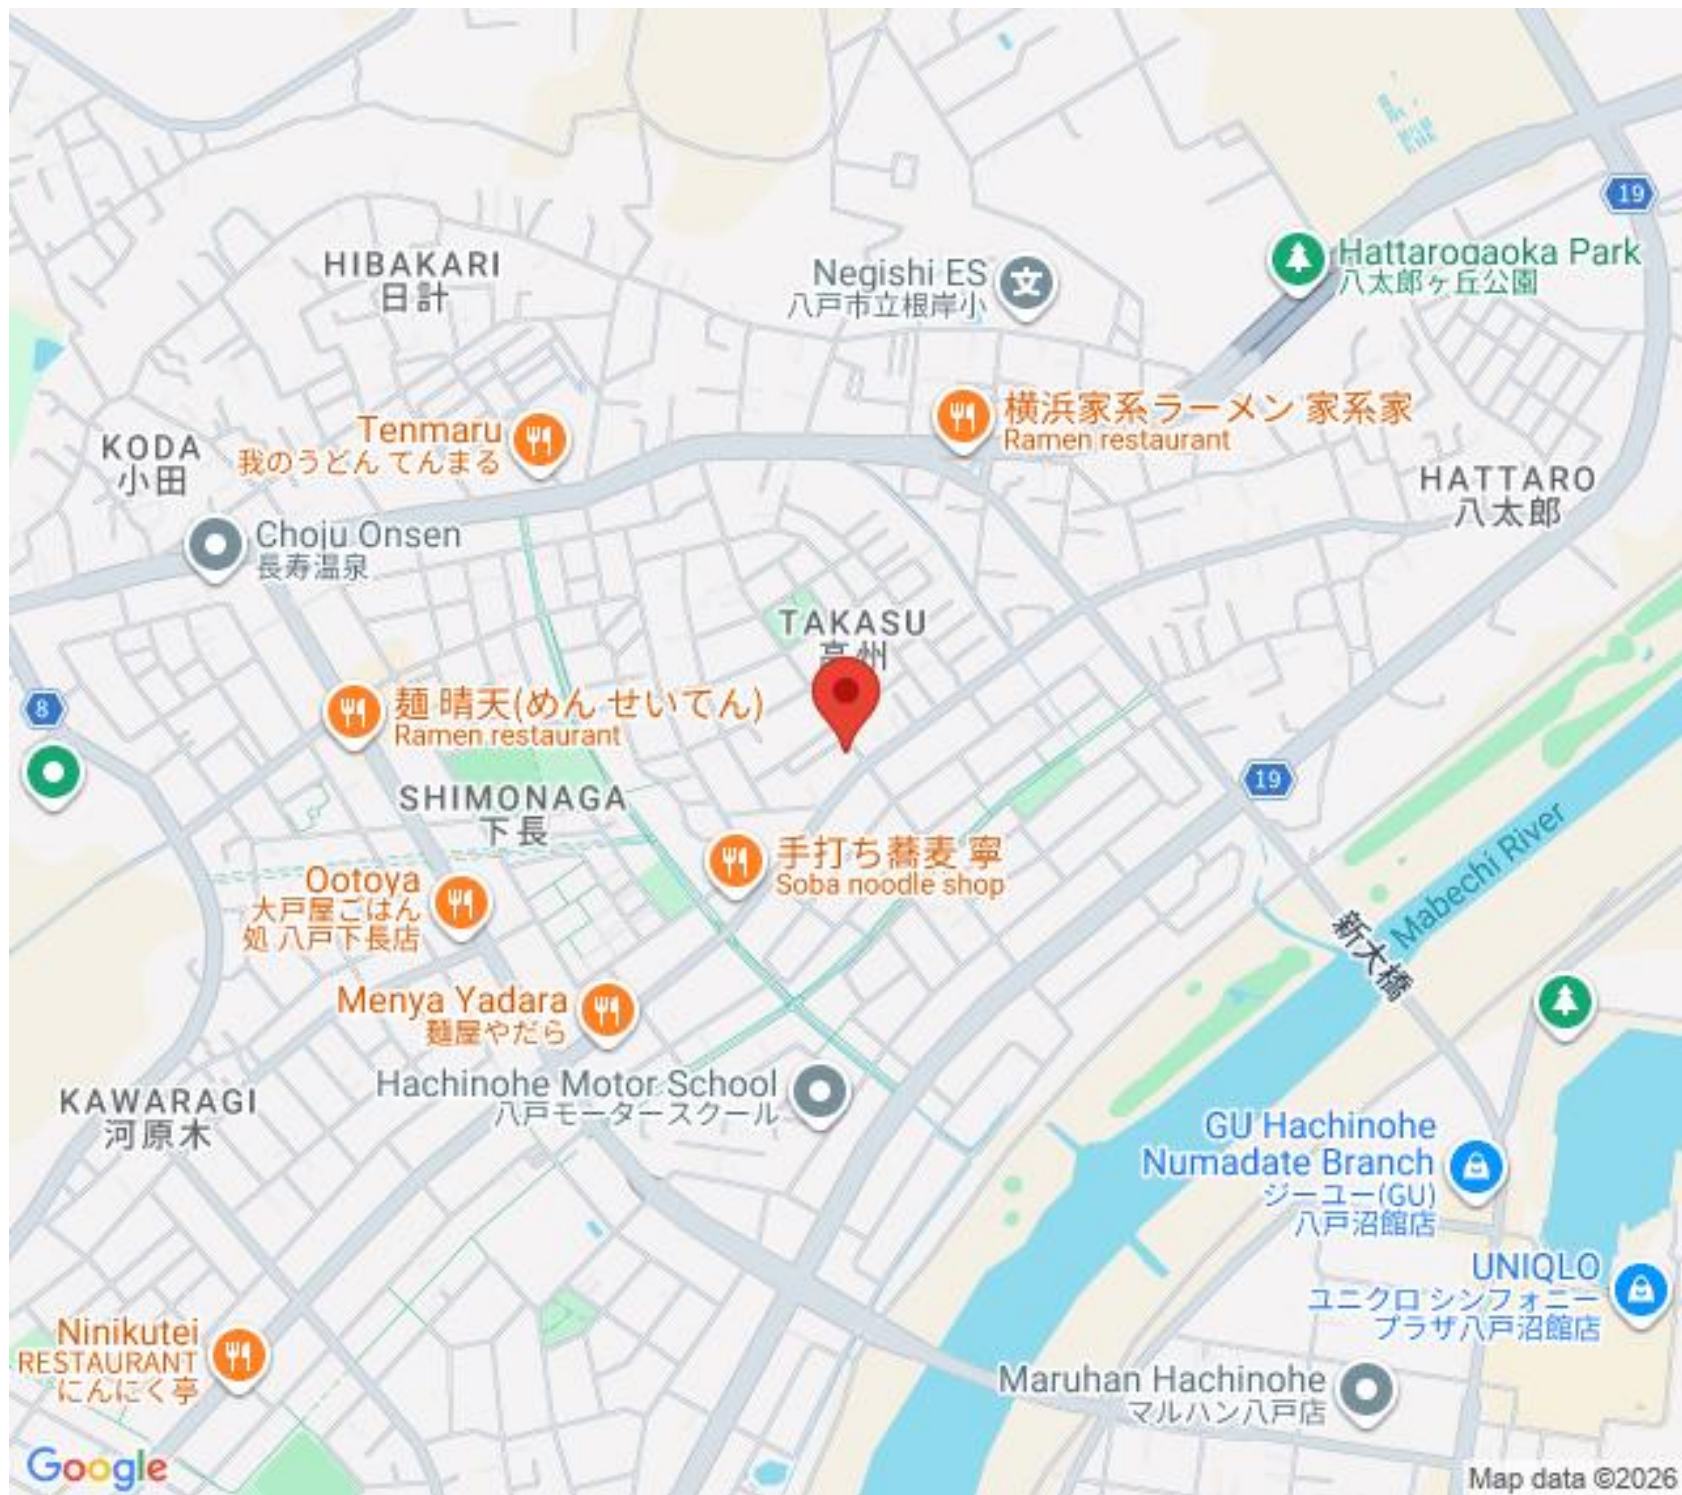 19
Hattarogaoka Park
八太郎ヶ丘公園
HIBAKARI
日計
Negishi ES
八戸市立根岸小
横浜家系ラーメン 家系家
Ramen restaurant
Tenmaru
我のうどん てんまる
KODA
小田
HATTARO
八太郎
Choju Onsen
長寿温泉
TAKASU
高州
8
麺 晴天(めん せいてん)
Ramen restaurant
19
SHIMONAGA
下長
手打ち蕎麦 寧
Soba noodle shop
Mabechi River
Ootoya
大戸屋ごはん
処 八戸下長店
新大橋
Menya Yadara
麺屋やだら
Hachinohe Motor School
八戸モータースクール
KAWARAGI
河原木
GU Hachinohe
Numadate Branch
ジーユー(GU)
八戸沼館店
UNIQLO
ユニクロ シンフォニー
プラザ八戸沼館店
Ninikutei
RESTAURANT
にんにく亭
Maruhan Hachinohe
マルハン八戸店
Google
Map data ©2026